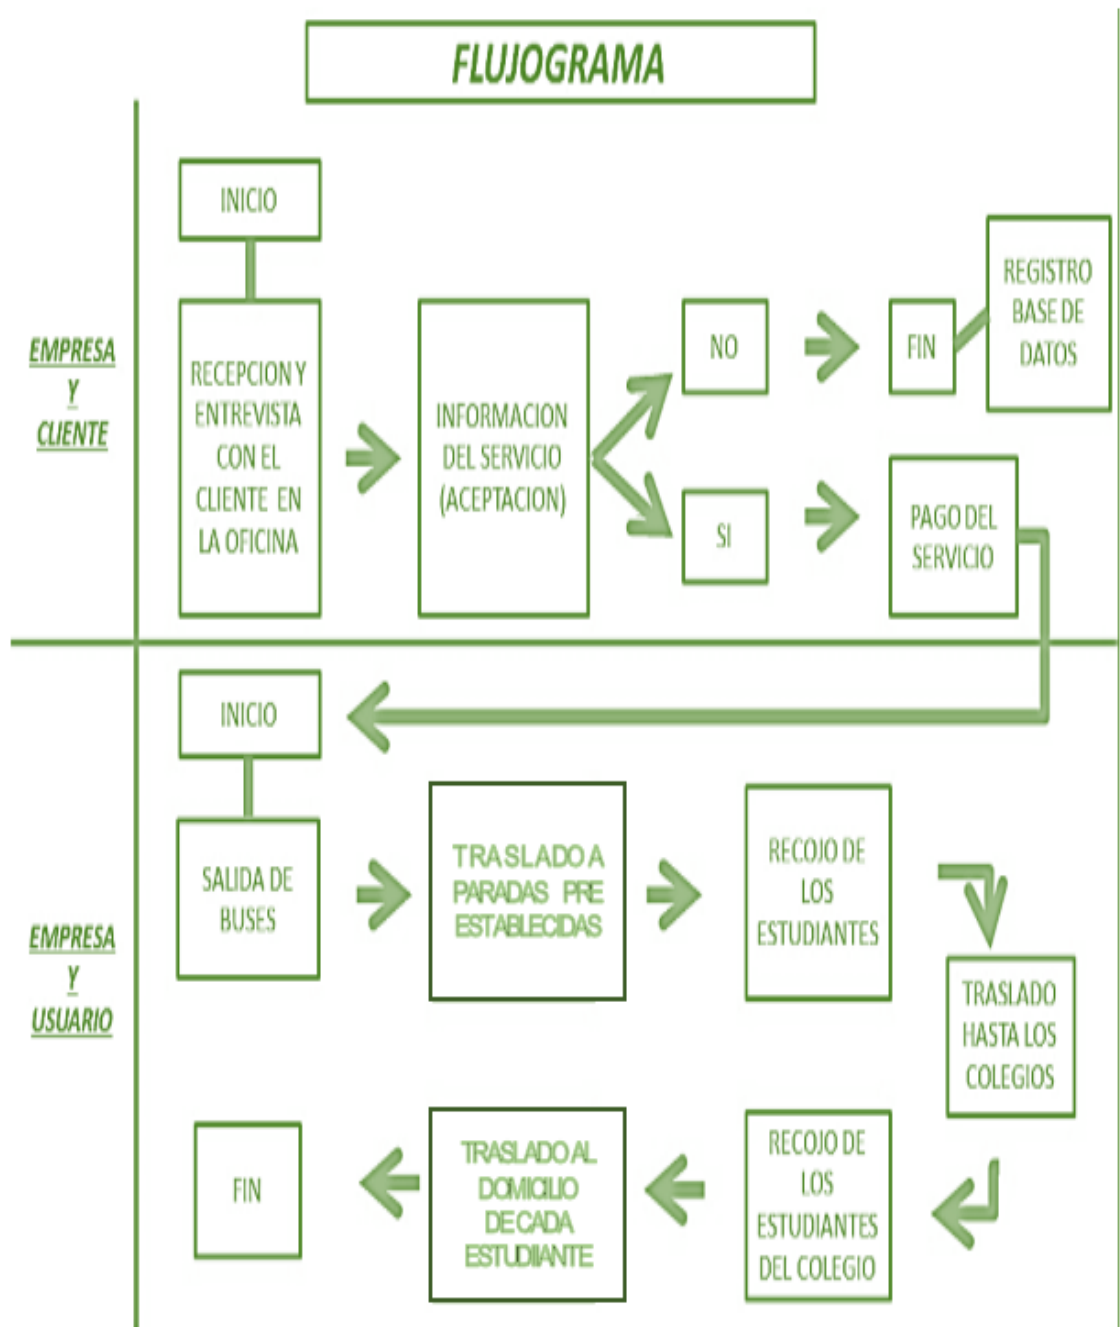 FLUJOGRAMA
EMPRESA
Y
CLIENTE
INICIO
RECEPCION Y
ENTREVISTA
CON EL
CLIENTE EN
LA OFICINA
INFORMACION
DEL SERVICIO
(ACEPTACION)
NO
FIN
REGISTRO
BASE DE
DATOS
SI
PAGO DEL
SERVICIO
EMPRESA
Y
USUARIO
INICIO
SALIDA DE
BUSES
TRASLADO A
PARADAS PRE
ESTABLECIDAS
RECOJO DE
LOS
ESTUDIANTES
TRASLADO
HASTA LOS
COLEGIOS
RECOJO DE
LOS
ESTUDIANTES
DEL COLEGIO
TRASLADO AL
DOMICILIO
DE CADA
ESTUDIIANTE
FIN